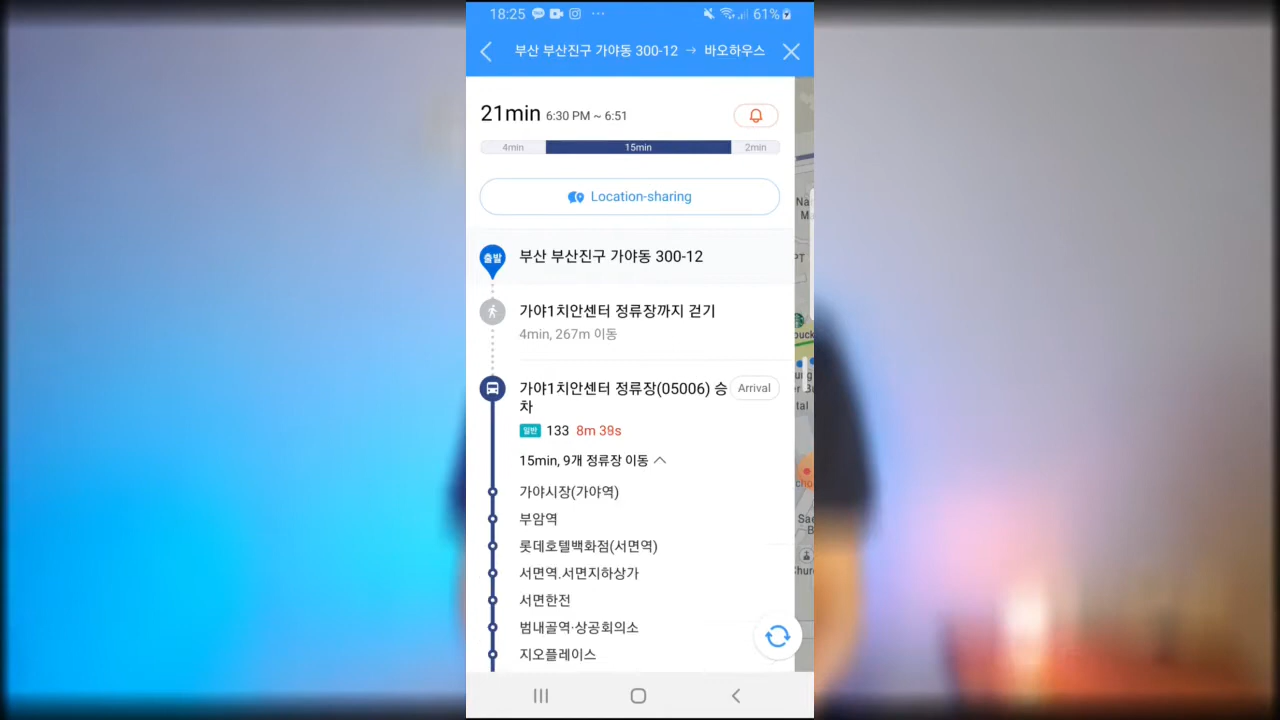 18:25
61%
부산 부산진구 가야동 300-12 → 바오하우스
21min 6:30 PM ~ 6:51
4min 15min 2min
Location-sharing
출발
부산 부산진구 가야동 300-12
가야1치안센터 정류장까지 걷기
4min, 267m 이동
가야1치안센터 정류장(05006) 승
차
Arrival
일반 133 8m 39s
15min, 9개 정류장 이동
가야시장(가야역)
부암역
롯데호텔백화점(서면역)
서면역.서면지하상가
서면한전
범내골역·상공회의소
지오플레이스